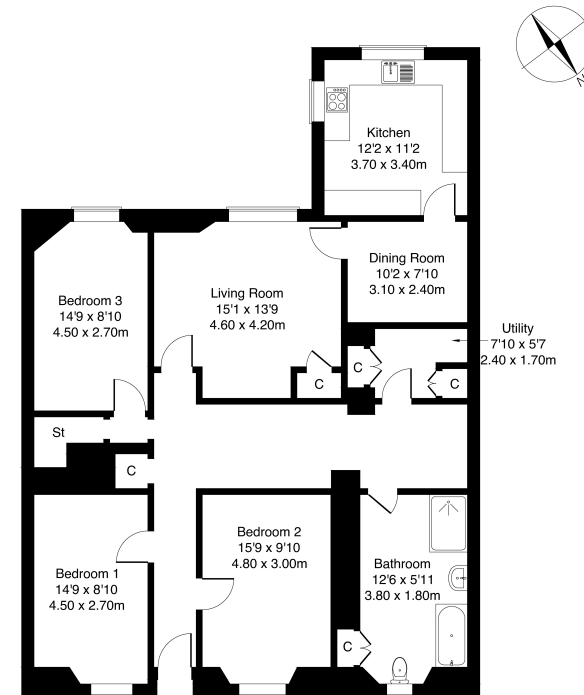 N
Kitchen
12'2 x 11'2
3.70 x 3.40m
Dining Room
10'2 x 7'10
3.10 x 2.40m
Living Room
15'1 x 13'9
4.60 x 4.20m
Bedroom 3
14'9 x 8'10
4.50 x 2.70m
Utility
7'10 x 5'7
2.40 x 1.70m
C
C
C
St
C
Bedroom 2
15'9 x 9'10
4.80 x 3.00m
Bedroom 1
14'9 x 8'10
4.50 x 2.70m
Bathroom
12'6 x 5'11
3.80 x 1.80m
C